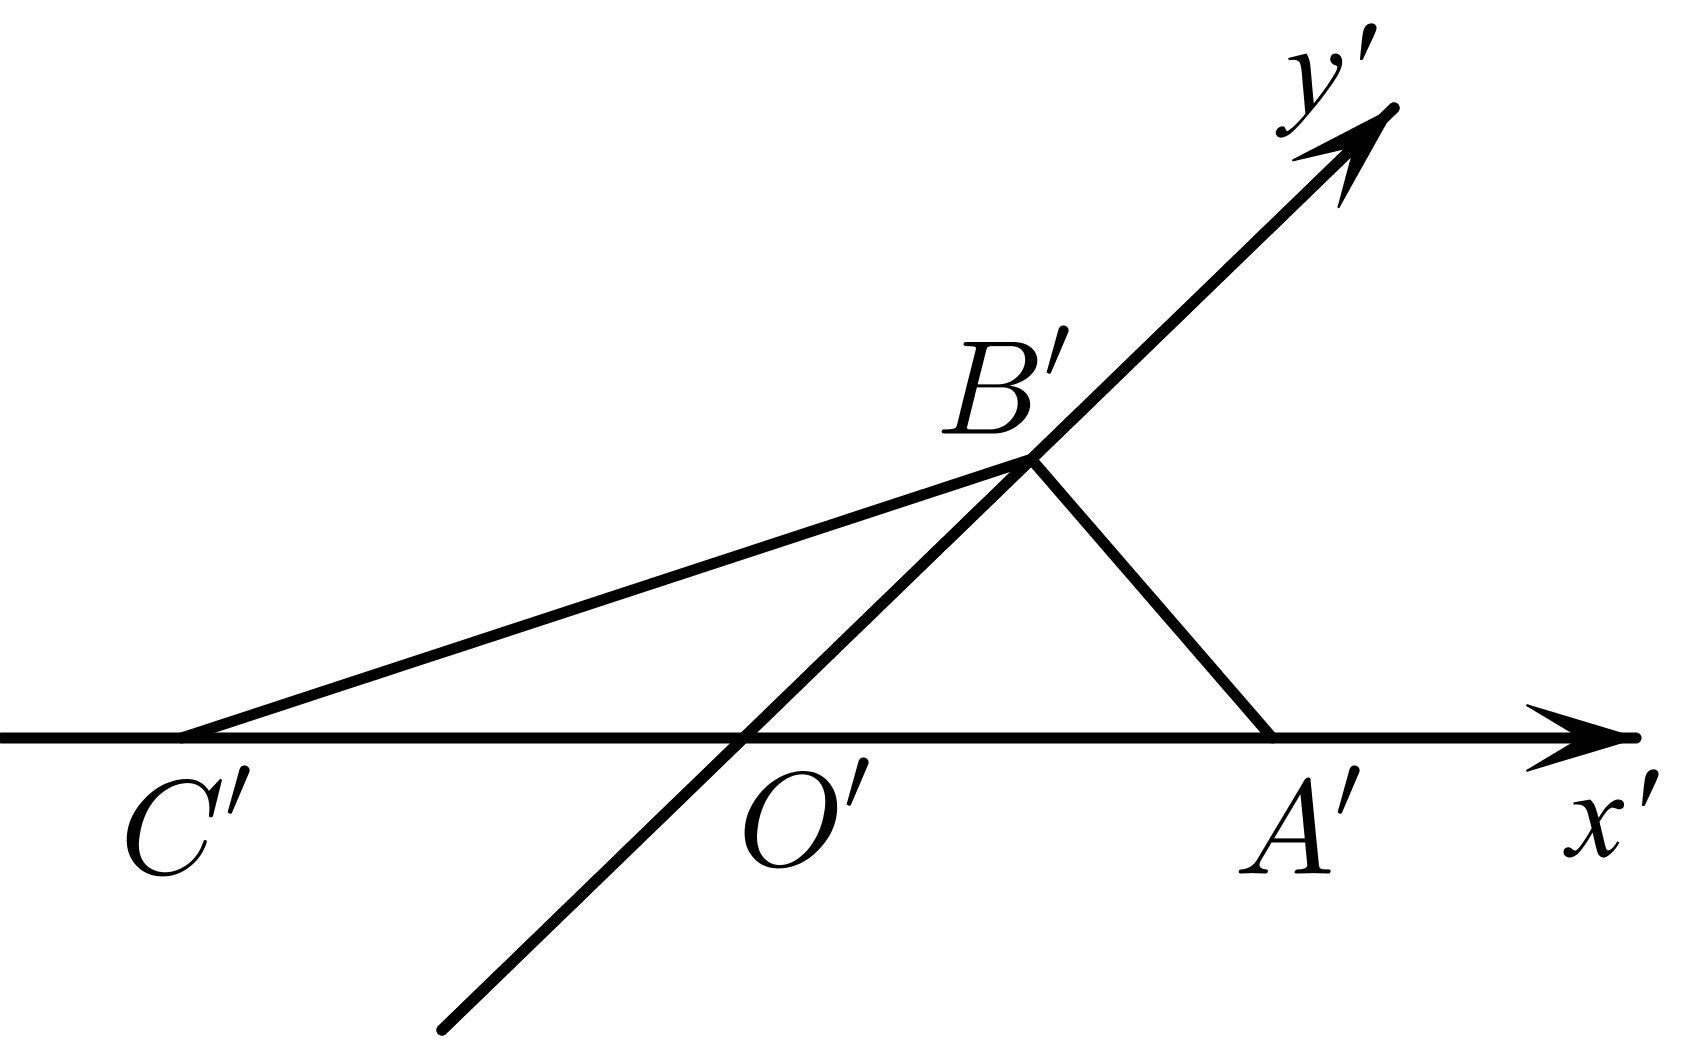 y′
B′
C′ O′ A′ x′